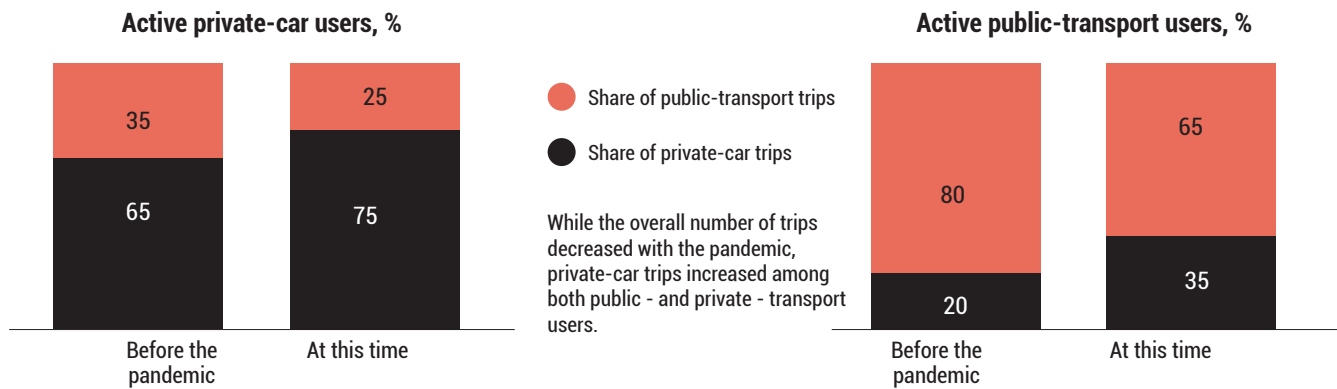 Active private-car users, %
35
65
25
75
Before the
pandemic
At this time
Share of public-transport trips
Share of private-car trips
While the overall number of trips
decreased with the pandemic,
private-car trips increased among
both public - and private - transport
users.
Active public-transport users, %
80
20
65
35
Before the
pandemic
At this time